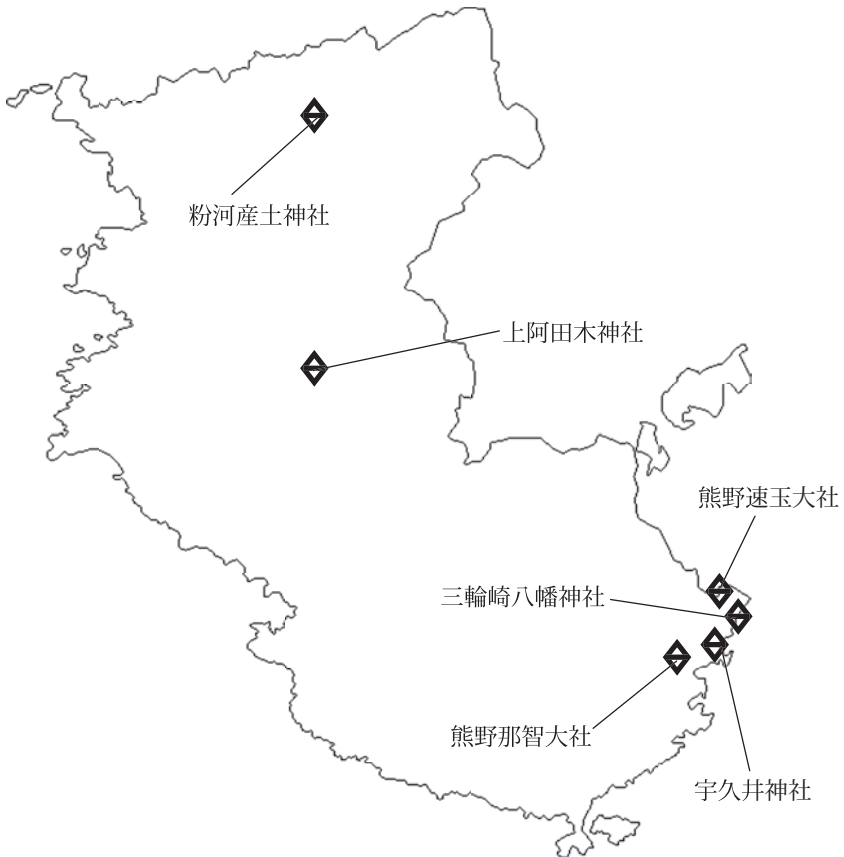 粉河産土神社
上阿田木神社
熊野速玉大社
三輪崎八幡神社
熊野那智大社
宇久井神社